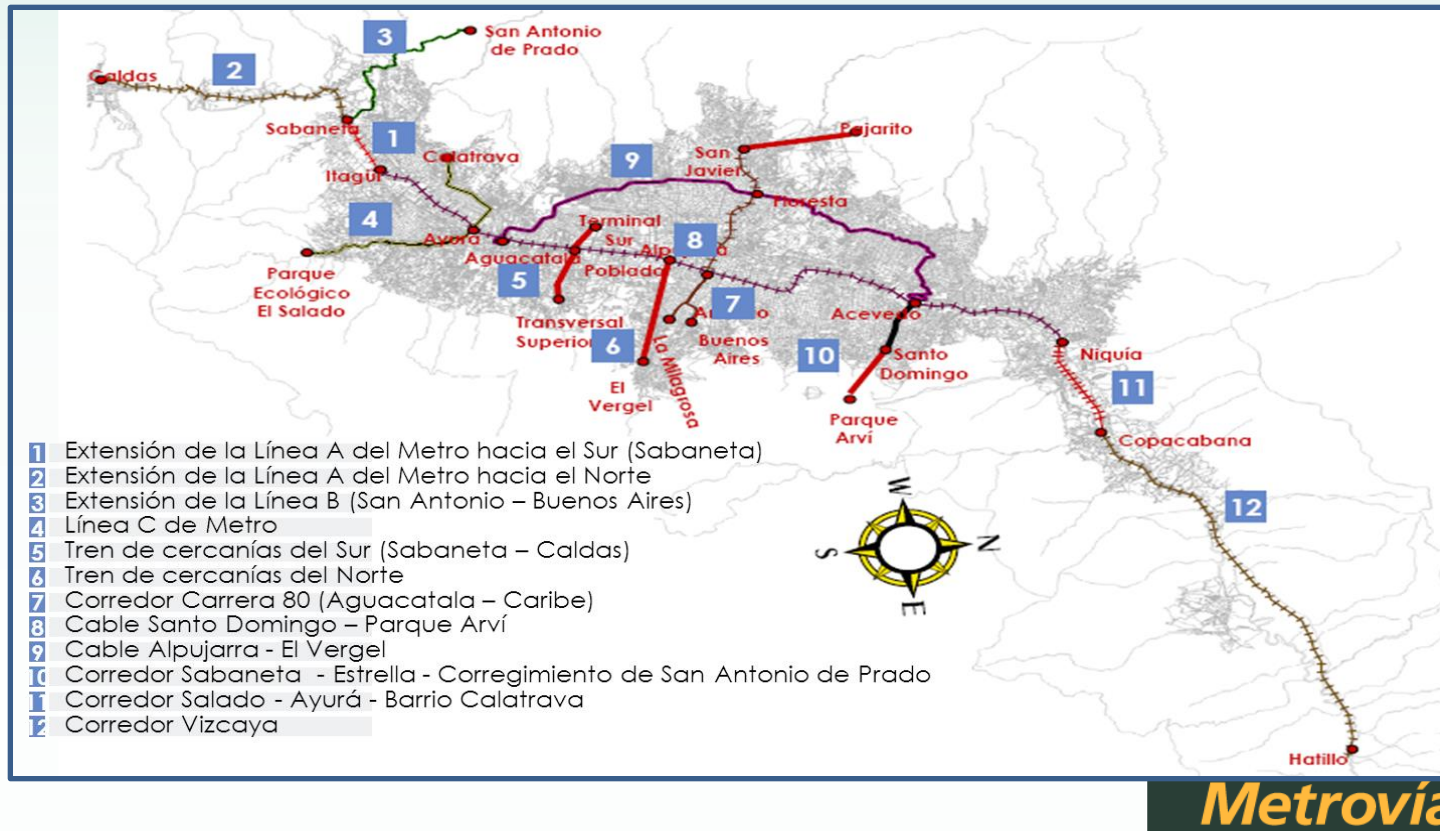 3
San Antonio
de Prado
2
Caldas
Sabaneta
1
Calatrava
Itagüí
9
San
Javier
Pajarito
Floresta
4
Ayurá
Aguacatala
Terminal
Sur
8
Poblado
5
Parque
Ecológico
El Salado
Transversal
Superior
6
7
Buenos
Aires
La Milagrosa
El
Vergel
10
Acevedo
Santo
Domingo
Parque
Arví
Niquía
11
Copacabana
12
Hatillo
W
S
N
E
1 Extensión de la Línea A del Metro hacia el Sur (Sabaneta)
2 Extensión de la Línea A del Metro hacia el Norte
3 Extensión de la Línea B (San Antonio – Buenos Aires)
4 Línea C de Metro
5 Tren de cercanías del Sur (Sabaneta – Caldas)
6 Tren de cercanías del Norte
7 Corredor Carrera 80 (Aguacatala – Caribe)
8 Cable Santo Domingo – Parque Arví
9 Cable Alpujarra - El Vergel
10 Corredor Sabaneta - Estrella - Corregimiento de San Antonio de Prado
11 Corredor Salado - Ayurá - Barrio Calatrava
12 Corredor Vizcaya
Metrovía